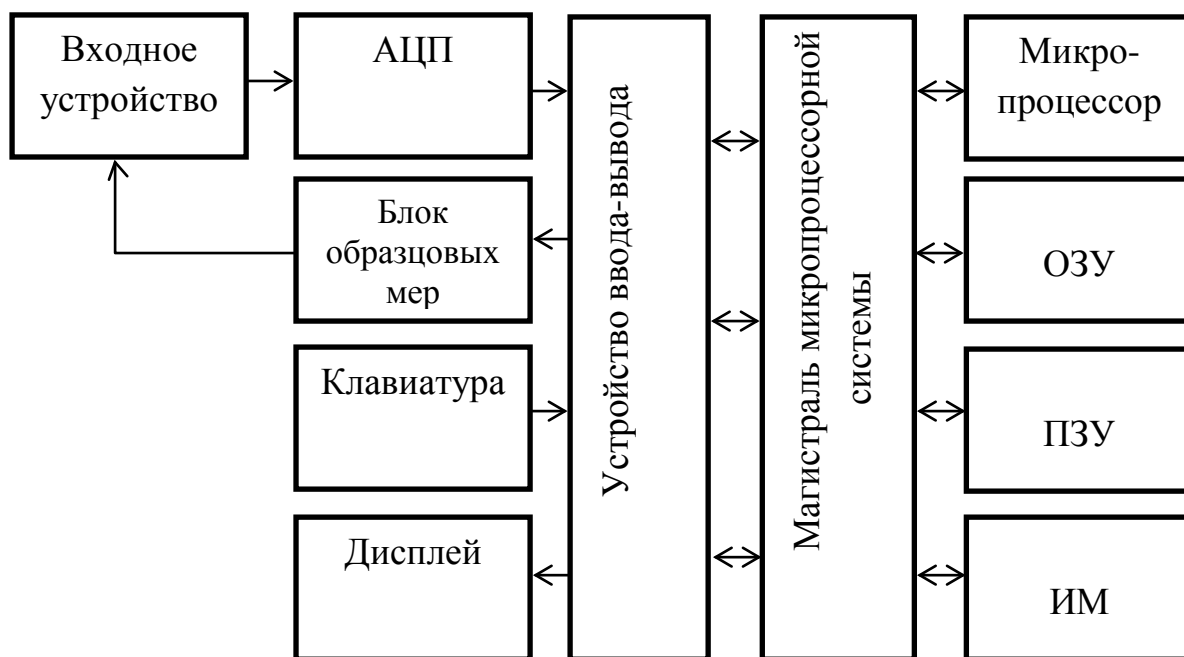 Входное
устройство
АЦП
Блок
образцовых
мер
Клавиатура
Дисплей
Устройство ввода-вывода
Магистраль микропроцессорной
системы
Микро-
процессор
ОЗУ
ПЗУ
ИМ